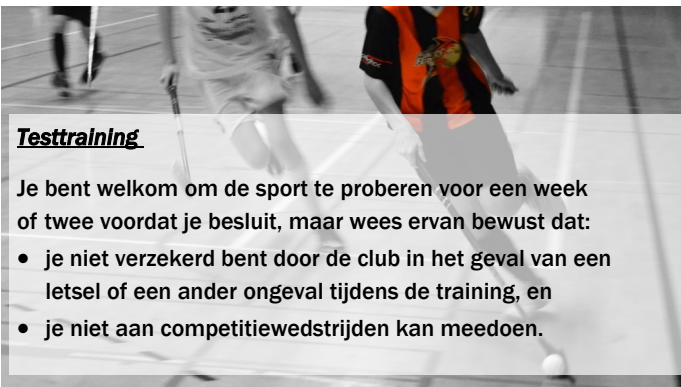 Testtraining
Je bent welkom om de sport te proberen voor een week
of twee voordat je besluit, maar wees ervan bewust dat:
• je niet verzekerd bent door de club in het geval van een
letsel of een ander ongeval tijdens de training, en
• je niet aan competitiewedstrijden kan meedoen.